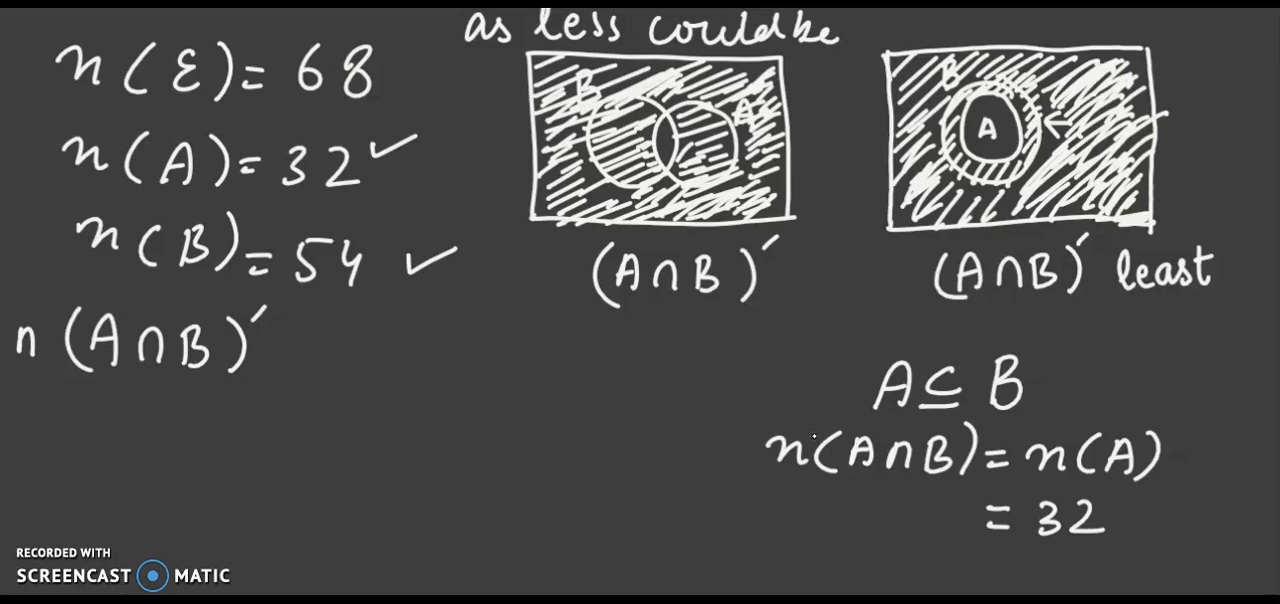 as less could be
n(ε)= 68
n(A)= 32 ✓
n(B)= 54 ✓
n (A∩B)′
B A
(A∩B)′
B A
(A∩B)′ least
A ⊆ B
n(A∩B)= n(A)
= 32
RECORDED WITH
SCREENCAST MATIC